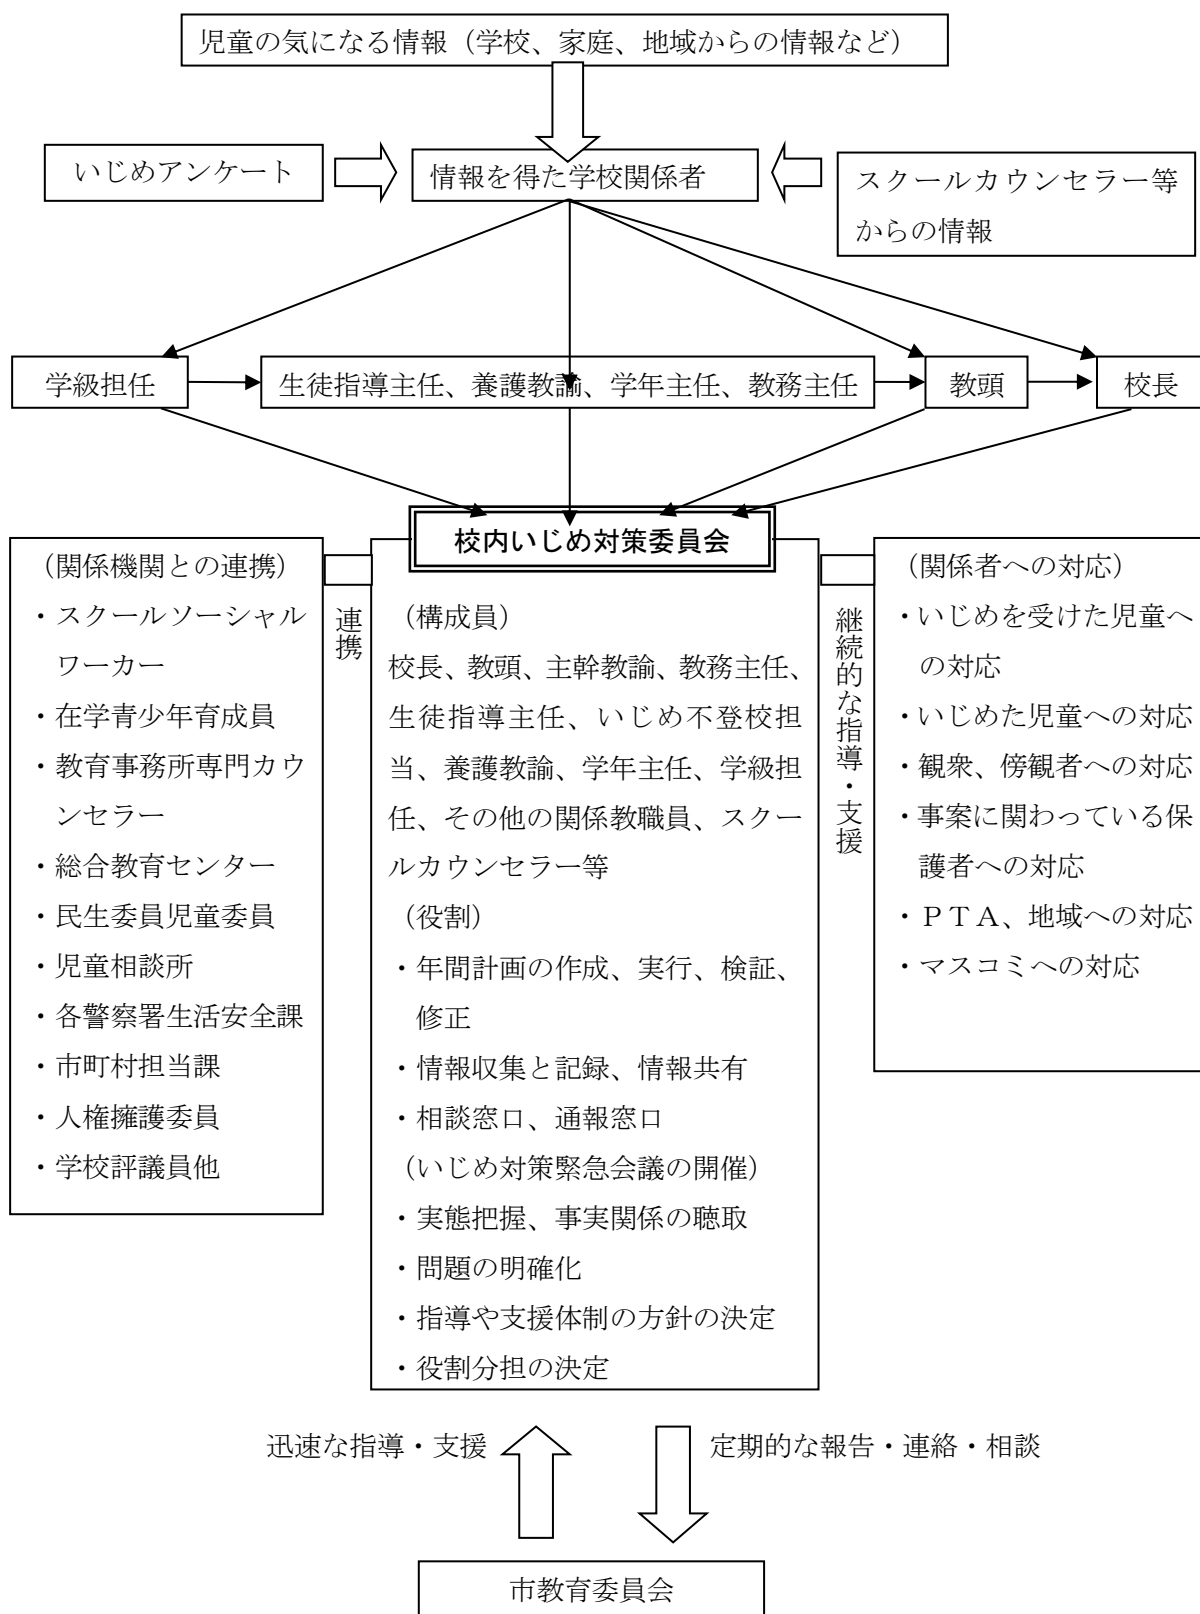 児童の気になる情報（学校、家庭、地域からの情報など）
いじめアンケート
情報を得た学校関係者
スクールカウンセラー等
からの情報
学級担任
生徒指導主任、養護教諭、学年主任、教務主任
教頭
校長
校内いじめ対策委員会
（関係機関との連携）
・スクールソーシャル
ワーカー
・在学青少年育成員
・教育事務所専門カウ
ンセラー
・総合教育センター
・民生委員児童委員
・児童相談所
・各警察署生活安全課
・市町村担当課
・人権擁護委員
・学校評議員他
連携
（構成員）
校長、教頭、主幹教諭、教務主任、
生徒指導主任、いじめ不登校担
当、養護教諭、学年主任、学級担
任、その他の関係教職員、スクー
ルカウンセラー等
（役割）
・年間計画の作成、実行、検証、
修正
・情報収集と記録、情報共有
・相談窓口、通報窓口
（いじめ対策緊急会議の開催）
・実態把握、事実関係の聴取
・問題の明確化
・指導や支援体制の方針の決定
・役割分担の決定
継続的な指導・支援
（関係者への対応）
・いじめを受けた児童へ
の対応
・いじめた児童への対応
・観衆、傍観者への対応
・事案に関わっている保
護者への対応
・ＰＴＡ、地域への対応
・マスコミへの対応
迅速な指導・支援
定期的な報告・連絡・相談
市教育委員会